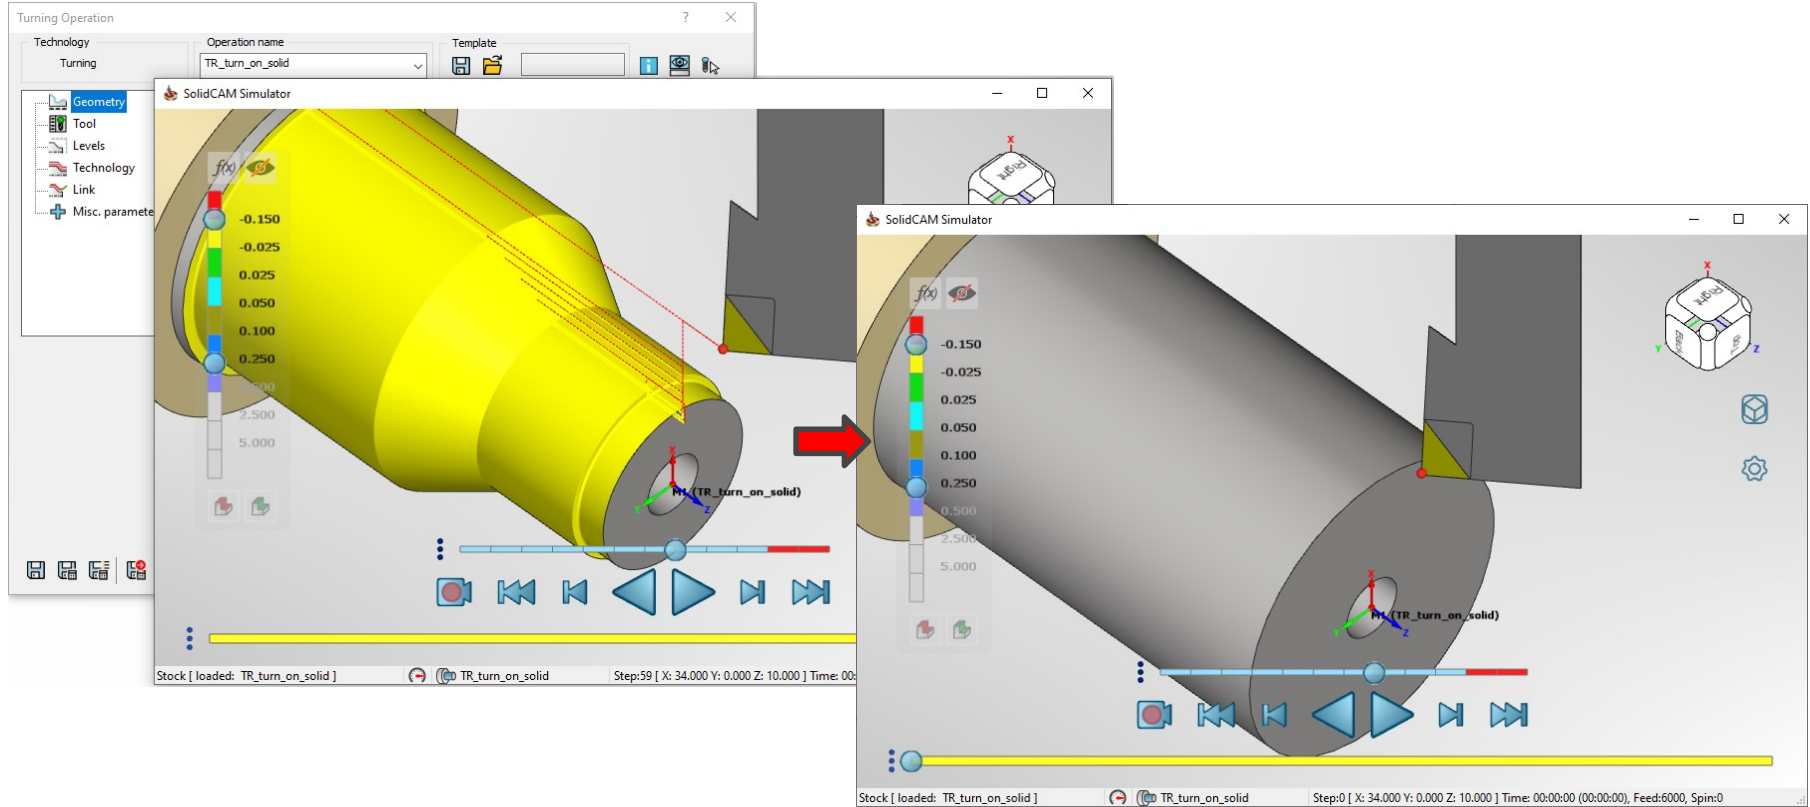 Turning Operation
Technology
Turning
Operation name
TR_turn_on_solid
Template
Geometry
Tool
Levels
Technology
Link
Misc. paramete
SolidCAM Simulator
f(x)
-0.150
-0.025
0.025
0.050
0.100
0.250
2.500
5.000
X
Right
X
Y
Z
M1 (TR_turn_on_solid)
Stock [ loaded: TR_turn_on_solid ]
TR_turn_on_solid
Step:59 [ X: 34.000 Y: 0.000 Z: 10.000 ] Time: 00:
SolidCAM Simulator
f(x)
-0.150
-0.025
0.025
0.050
0.100
0.250
0.500
2.500
5.000
X
Right
Back
Y
Z
X
Y
Z
M1 (TR_turn_on_solid)
Stock [ loaded: TR_turn_on_solid ]
TR_turn_on_solid
Step:0 [ X: 34.000 Y: 0.000 Z: 10.000 ] Time: 00:00:00 (00:00:00), Feed:6000, Spin:0